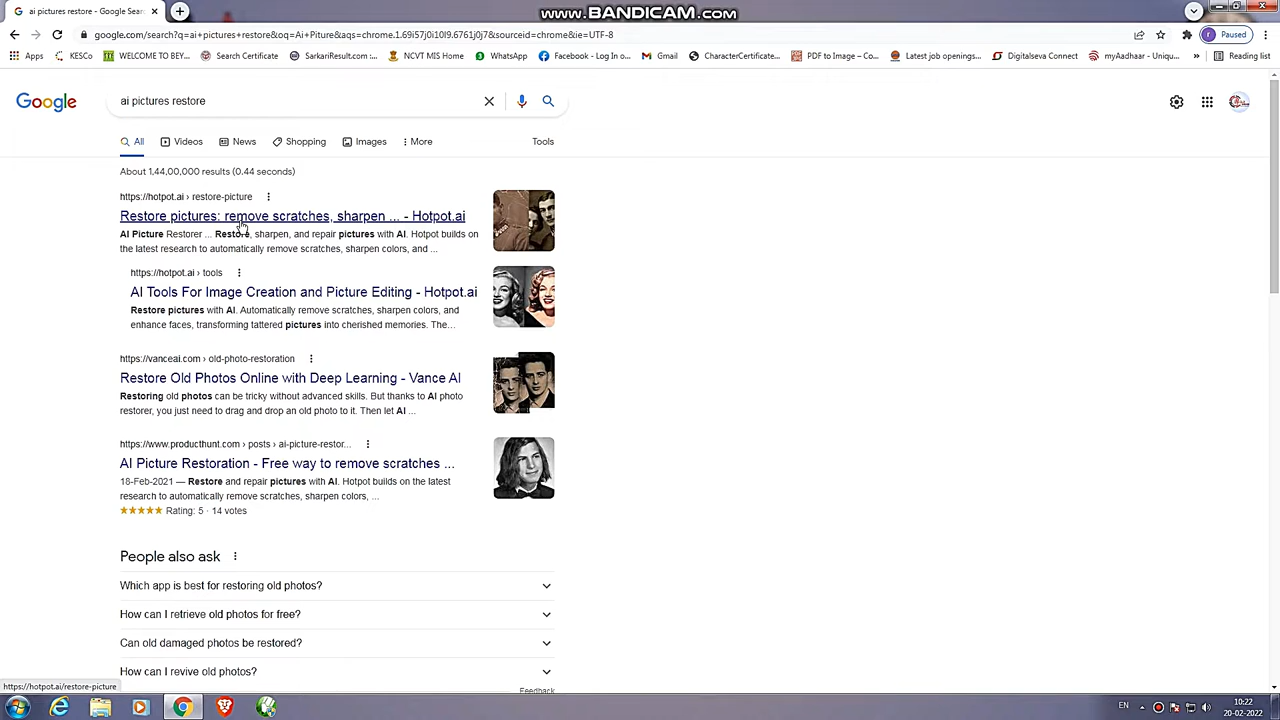 www.BANDICAM.com
ai pictures restore - Google Sear
google.com/search?q=ai+pictures+restore&oq=Ai+Piture&aqs=chrome.1.69i57j0i10l9.6761j0j7&sourceid=chrome&ie=UTF-8
Paused
Apps KESCo WELCOME TO BEY... Search Certificate SarkariResult.com :... NCVT MIS Home WhatsApp Facebook - Log In o... Gmail CharacterCertificate... PDF to Image – Co... Latest job openings... Digitalseva Connect myAadhaar - Uniqu... » Reading list
Google
ai pictures restore
All Videos News Shopping Images More Tools
About 1,44,00,000 results (0.44 seconds)
https://hotpot.ai › restore-picture
Restore pictures: remove scratches, sharpen ... - Hotpot.ai
AI Picture Restorer ... Restore, sharpen, and repair pictures with AI. Hotpot builds on
the latest research to automatically remove scratches, sharpen colors, and ...
https://hotpot.ai › tools
AI Tools For Image Creation and Picture Editing - Hotpot.ai
Restore pictures with AI. Automatically remove scratches, sharpen colors, and
enhance faces, transforming tattered pictures into cherished memories. The...
https://vanceai.com › old-photo-restoration
Restore Old Photos Online with Deep Learning - Vance AI
Restoring old photos can be tricky without advanced skills. But thanks to AI photo
restorer, you just need to drag and drop an old photo to it. Then let AI ...
https://www.producthunt.com › posts › ai-picture-restor...
AI Picture Restoration - Free way to remove scratches ...
18-Feb-2021 — Restore and repair pictures with AI. Hotpot builds on the latest
research to automatically remove scratches, sharpen colors, ...
★★★★★ Rating: 5 · 14 votes
People also ask
Which app is best for restoring old photos?
How can I retrieve old photos for free?
Can old damaged photos be restored?
How can I revive old photos?
Feedback
https://hotpot.ai/restore-picture
EN
10:22
20-02-2022